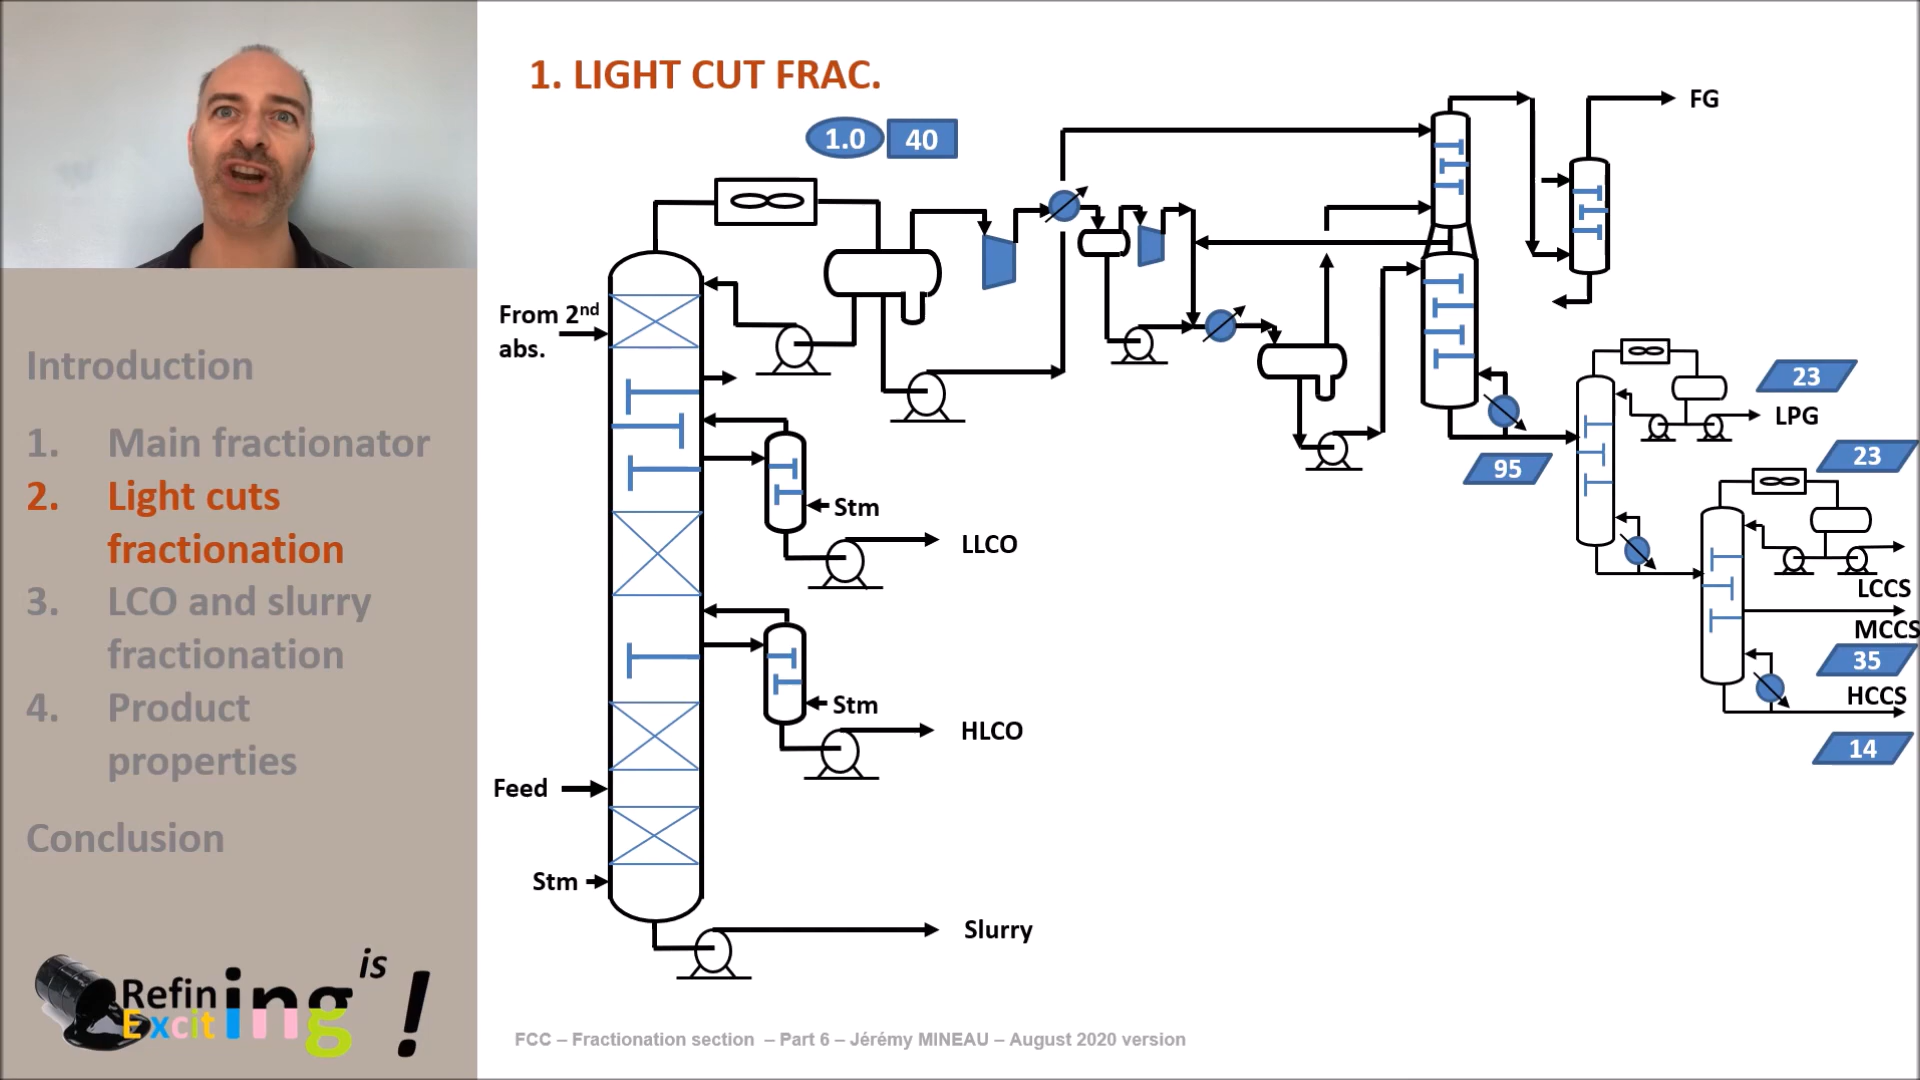 1. LIGHT CUT FRAC.
1.0
40
FG
From 2nd
abs.
23
LPG
23
95
Stm
LLCO
LCCS
MCCS
35
HCCS
14
Stm
HLCO
Feed
Stm
Slurry
Introduction
1. Main fractionator
2. Light cuts
fractionation
3. LCO and slurry
fractionation
4. Product
properties
Conclusion
Refining is
Exciting !
FCC – Fractionation section – Part 6 – Jérémy MINEAU – August 2020 version